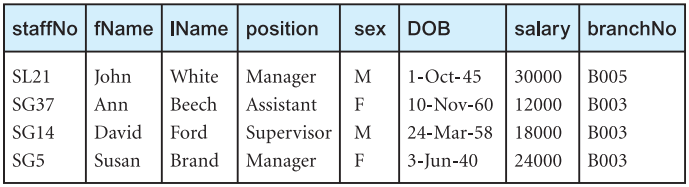 staffNo fName lName position sex DOB salary branchNo
SL21 John White Manager M 1-Oct-45 30000 B005
SG37 Ann Beech Assistant F 10-Nov-60 12000 B003
SG14 David Ford Supervisor M 24-Mar-58 18000 B003
SG5 Susan Brand Manager F 3-Jun-40 24000 B003